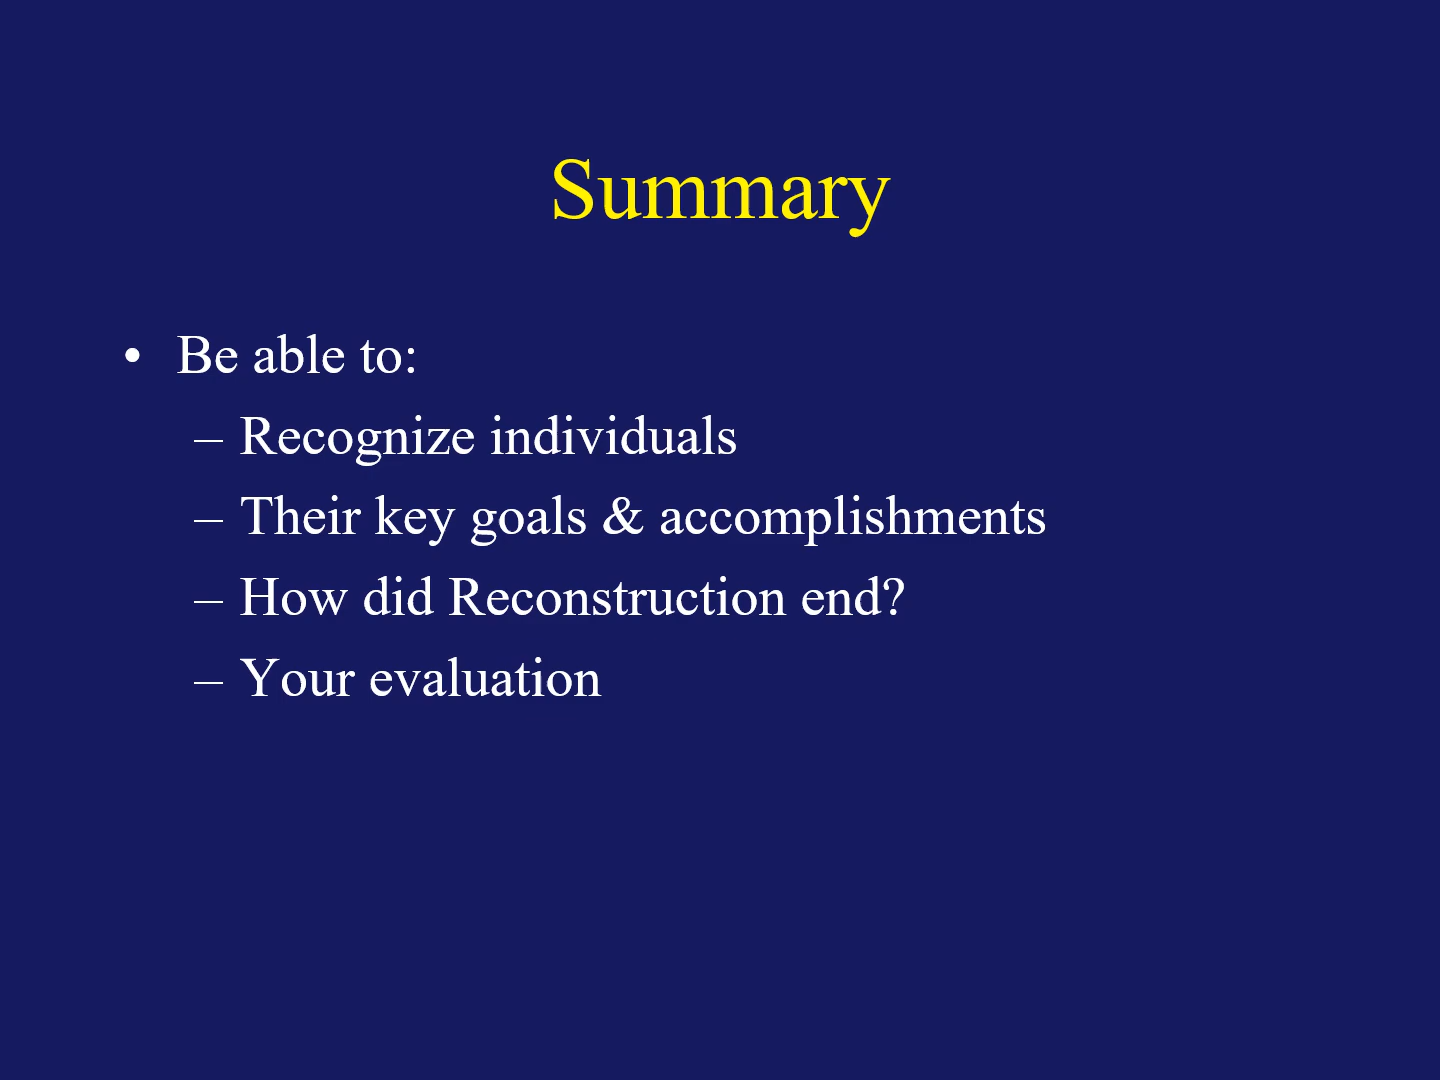 Summary
• Be able to:
– Recognize individuals
– Their key goals & accomplishments
– How did Reconstruction end?
– Your evaluation